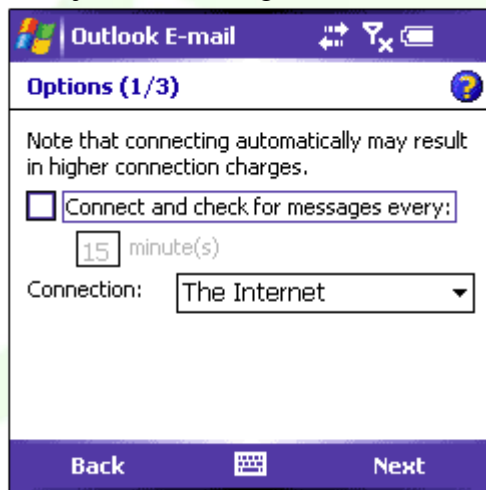 Outlook E-mail
Options (1/3)
?
Note that connecting automatically may result
in higher connection charges.
Connect and check for messages every:
15 minute(s)
Connection: The Internet
Back Next